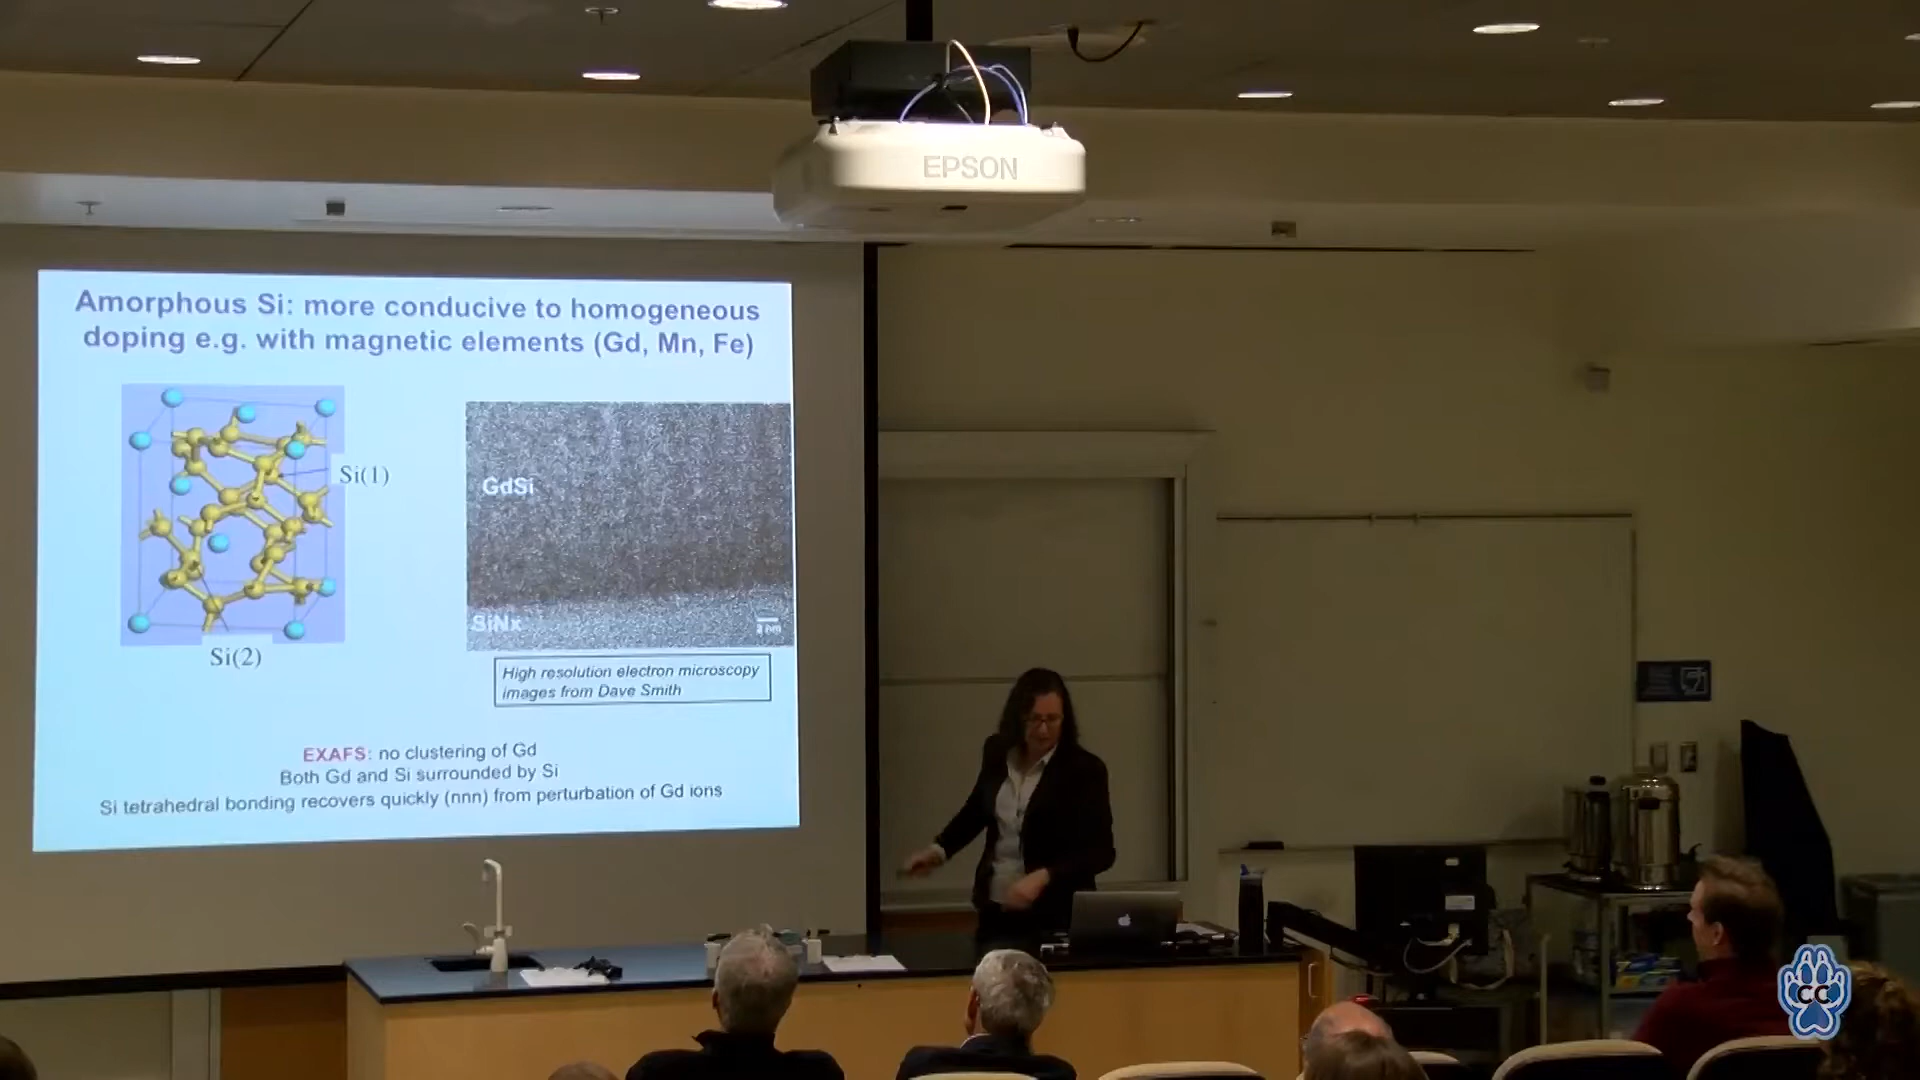 EPSON
Amorphous Si: more conducive to homogeneous
doping e.g. with magnetic elements (Gd, Mn, Fe)
Si(1)
Si(2)
GdSi
SiNx
High resolution electron microscopy
images from Dave Smith
EXAFS: no clustering of Gd
Both Gd and Si surrounded by Si
Si tetrahedral bonding recovers quickly (nnn) from perturbation of Gd ions
CC